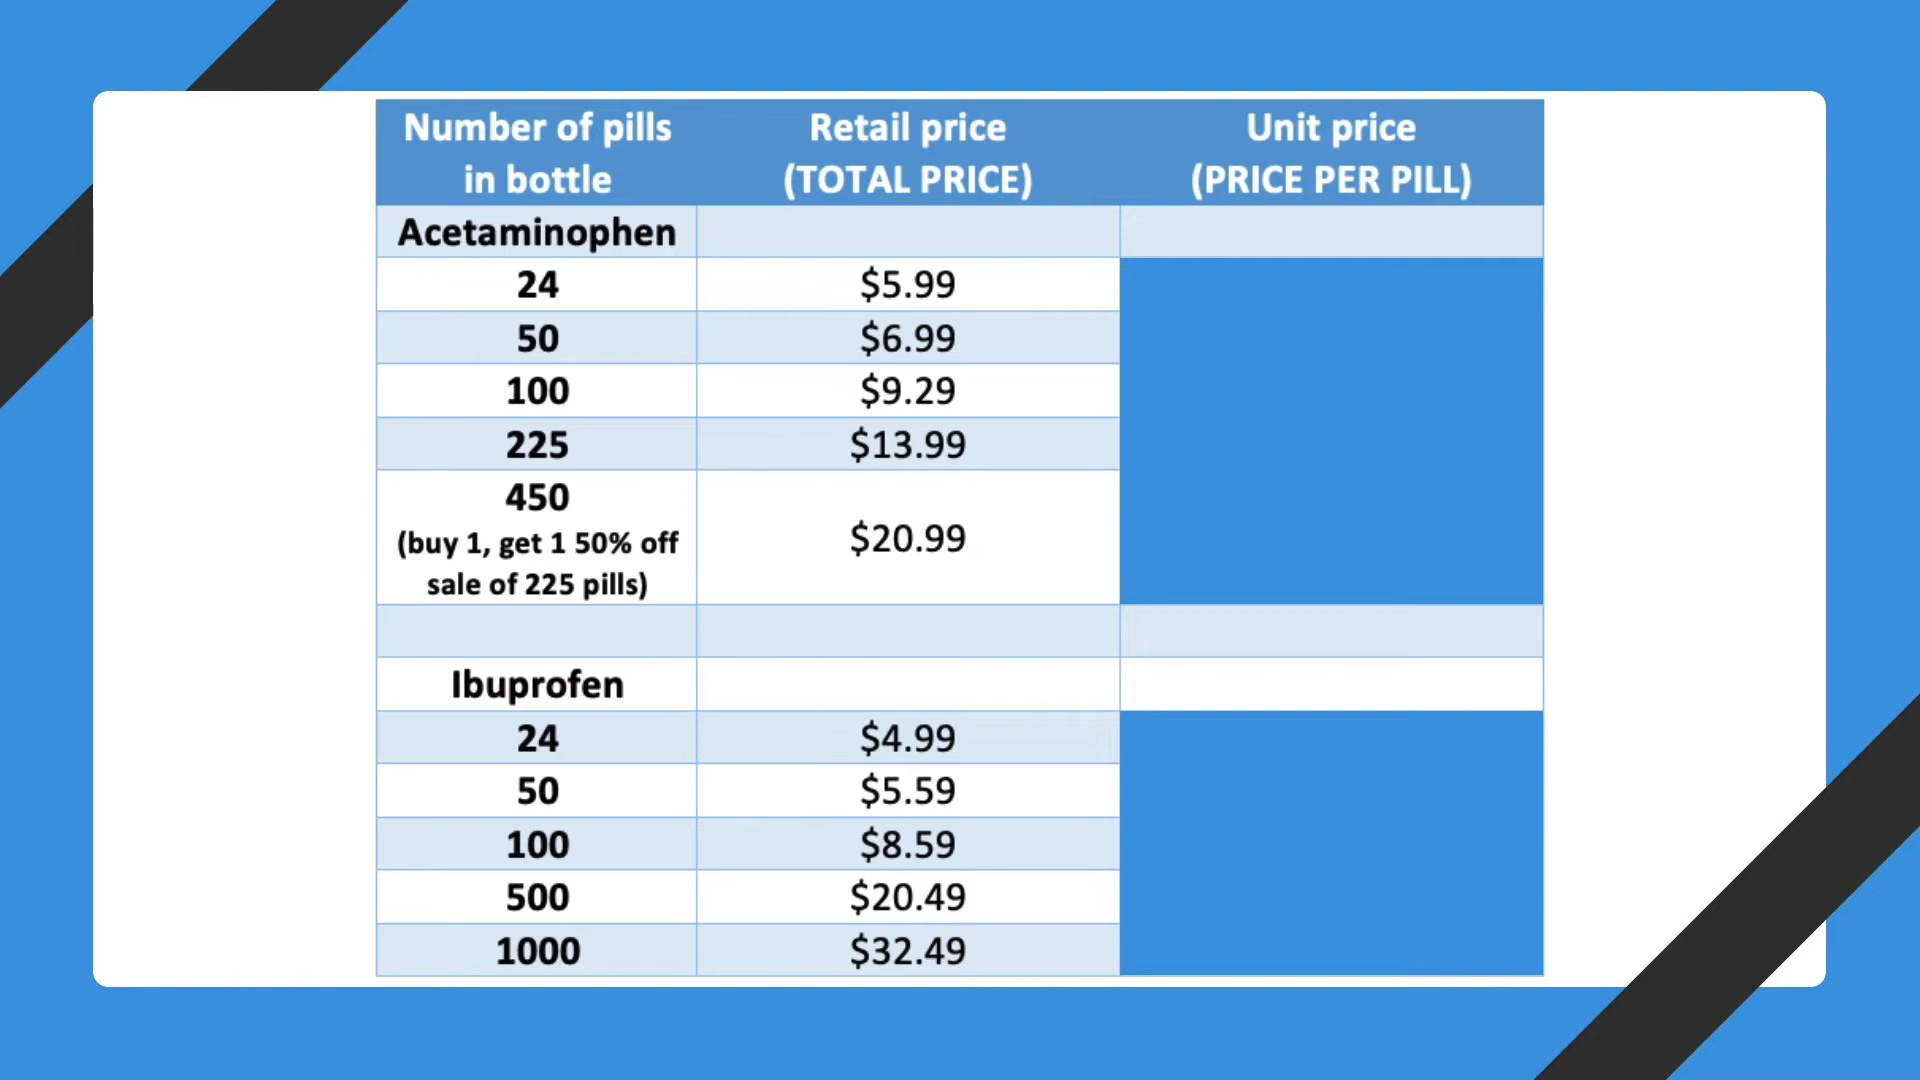 Number of pills in bottle Retail price (TOTAL PRICE) Unit price (PRICE PER PILL)
Acetaminophen
24 $5.99
50 $6.99
100 $9.29
225 $13.99
450 (buy 1, get 1 50% off sale of 225 pills) $20.99
Ibuprofen
24 $4.99
50 $5.59
100 $8.59
500 $20.49
1000 $32.49